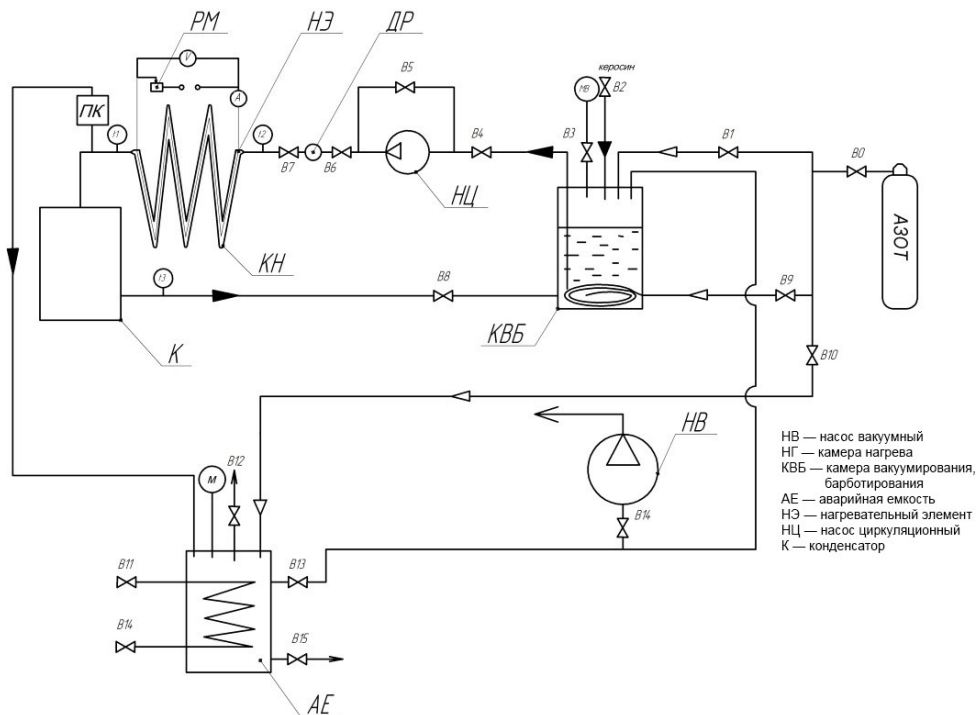 РМ
НЭ
ДР
V
керосин
В5
МВ
В2
А
ПК
t1
t2
В4
В3
В1
В0
В7
В6
НЦ
АЗОТ
КН
t3
В8
В9
К
КВБ
В10
НВ
В12
М
В14
В11
В13
В14
В15
АЕ
НВ — насос вакуумный
НГ — камера нагрева
КВБ — камера вакуумирования,
барботирования
АЕ — аварийная емкость
НЭ — нагревательный элемент
НЦ — насос циркуляционный
К — конденсатор